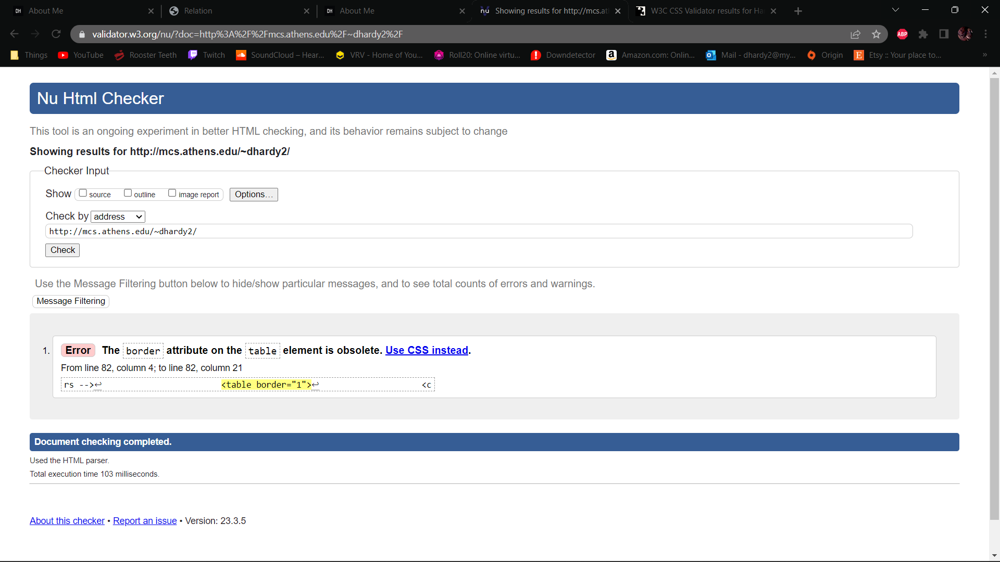 DH About Me
Relation
DH About Me
nu Showing results for http://mcs.at
W3C CSS Validator results for Ha
validator.w3.org/nu/?doc=http%3A%2F%2Fmcs.athens.edu%2F~dhardy2%2F
ABP
Things YouTube Rooster Teeth Twitch SoundCloud – Hear... VRV - Home of You... Roll20: Online virtu... Downdetector Amazon.com: Onlin... Mail - dhardy2@my... Origin Etsy :: Your place to... »
Nu Html Checker
This tool is an ongoing experiment in better HTML checking, and its behavior remains subject to change
Showing results for http://mcs.athens.edu/~dhardy2/
Checker Input
Show source outline image report Options...
Check by address
http://mcs.athens.edu/~dhardy2/
Check
Use the Message Filtering button below to hide/show particular messages, and to see total counts of errors and warnings.
Message Filtering
1. Error The border attribute on the table element is obsolete. Use CSS instead.
From line 82, column 4; to line 82, column 21
rs -->↩ <table border="1">↩ <c
Document checking completed.
Used the HTML parser.
Total execution time 103 milliseconds.
About this checker • Report an issue • Version: 23.3.5